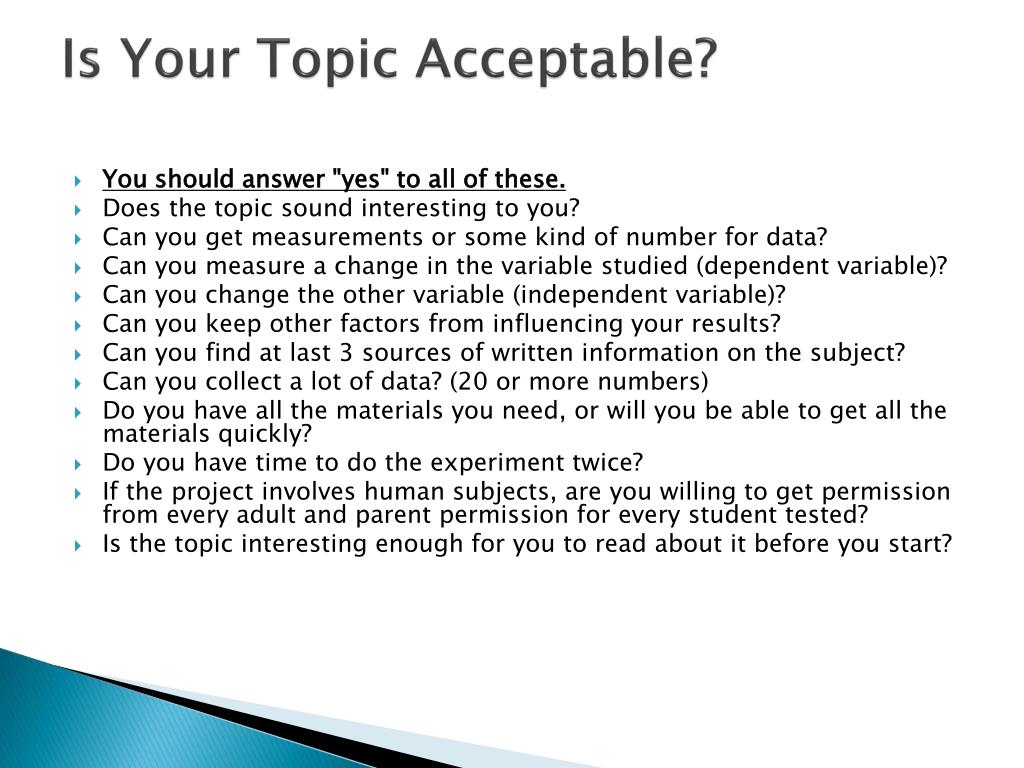 Is Your Topic Acceptable?
You should answer "yes" to all of these.
Does the topic sound interesting to you?
Can you get measurements or some kind of number for data?
Can you measure a change in the variable studied (dependent variable)?
Can you change the other variable (independent variable)?
Can you keep other factors from influencing your results?
Can you find at last 3 sources of written information on the subject?
Can you collect a lot of data? (20 or more numbers)
Do you have all the materials you need, or will you be able to get all the
materials quickly?
Do you have time to do the experiment twice?
If the project involves human subjects, are you willing to get permission
from every adult and parent permission for every student tested?
Is the topic interesting enough for you to read about it before you start?